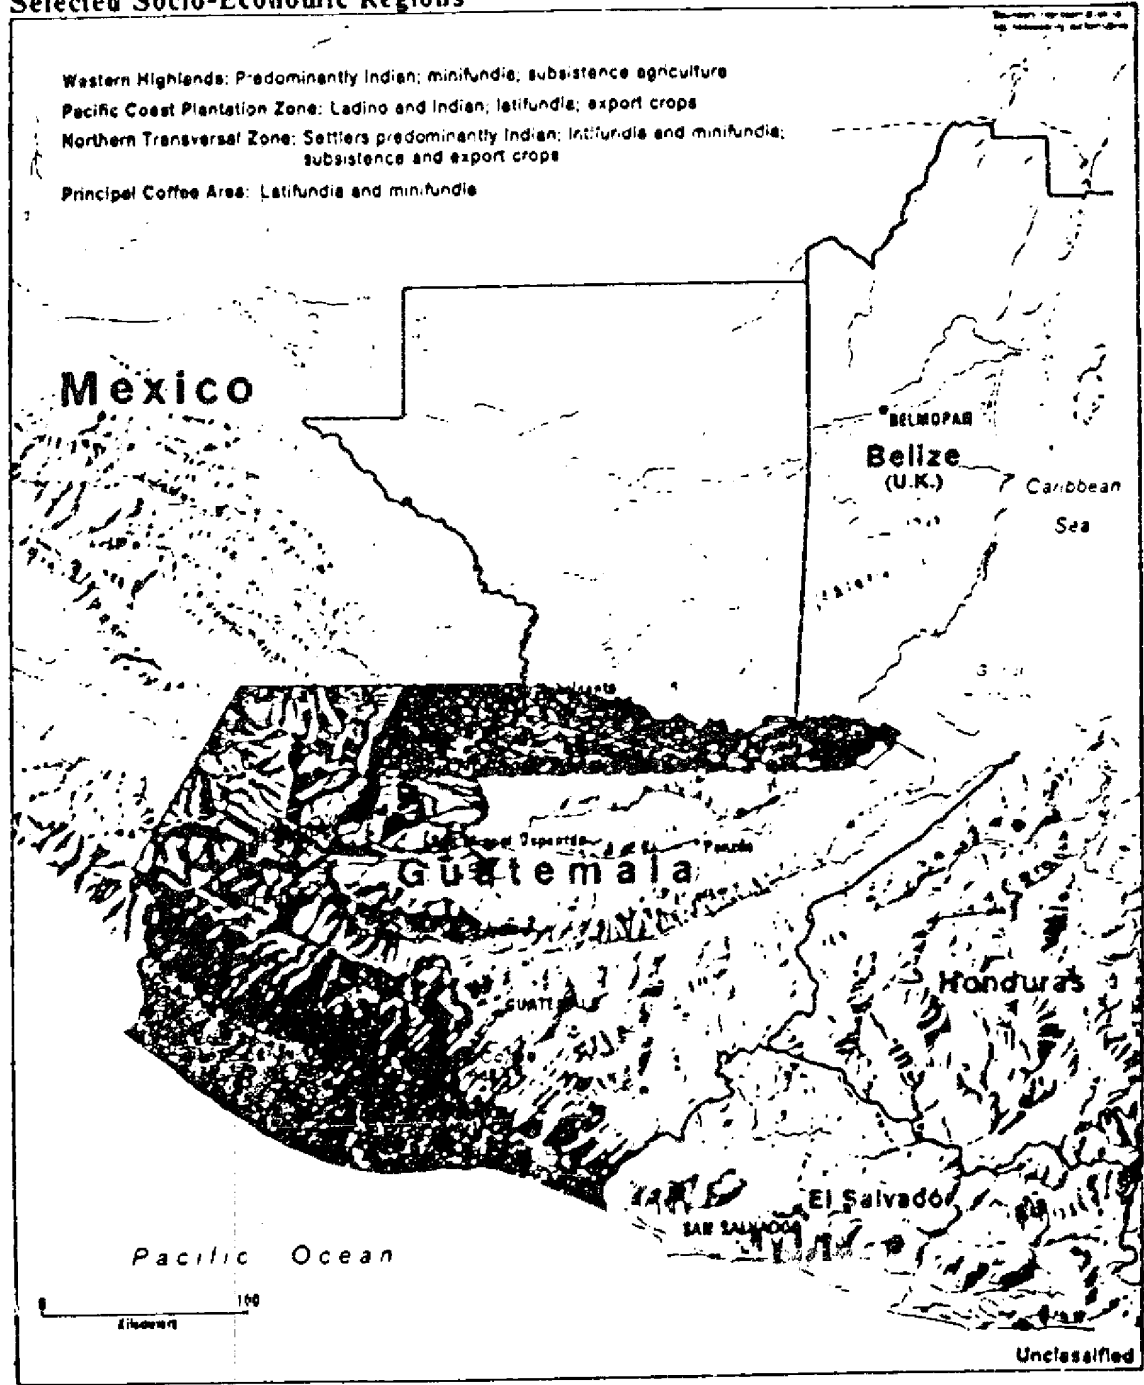 Selected Socio-Economic Regions
Western Highlands: Predominantly Indian; minifundia; subsistence agriculture
Pacific Coast Plantation Zone: Ladino and Indian; latifundia; export crops
Northern Transversal Zone: Settlers predominantly Indian; latifundia and minifundia;
subsistence and export crops
Principal Coffee Area: Latifundia and minifundia
Mexico
BELMOPAN
Belize
(U.K.)
Caribbean
Sea
Panzós
Guatemala
Honduras
GUATEMALA
El Salvador
SAN SALVADOR
Pacific Ocean
0 100
Kilometers
Unclassified